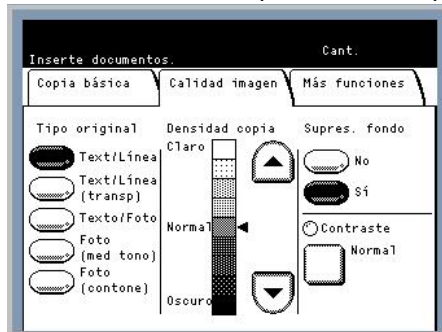 Cant.
Inserte documentos.
Copia básica
Calidad imagen
Más funciones
Tipo original
Text/Línea
Text/Línea
(transp)
Texto/Foto
Foto
(med tono)
Foto
(contone)
Densidad copia
Claro
Normal
Oscuro
Supres. fondo
No
Sí
Contraste
Normal